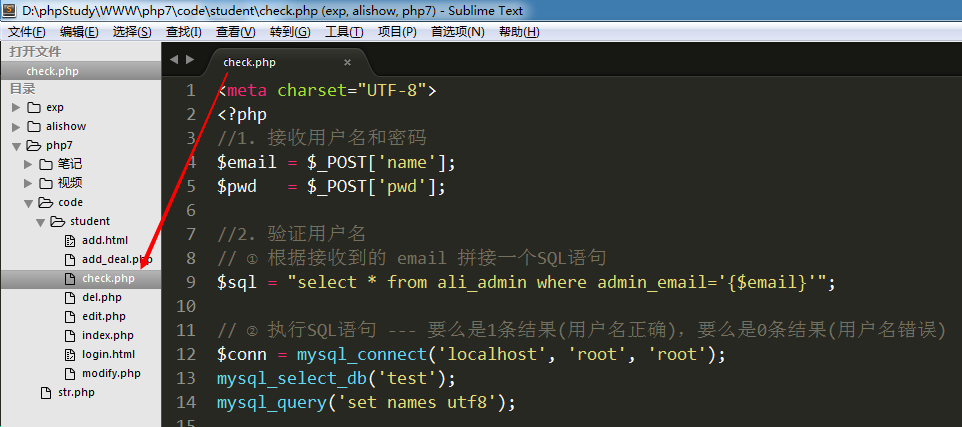 D:\phpStudy\WWW\php7\code\student\check.php (exp, alishow, php7) - Sublime Text
文件(F) 编辑(E) 选择(S) 查找(I) 查看(V) 转到(G) 工具(T) 项目(P) 首选项(N) 帮助(H)
打开文件
check.php
目录
exp
alishow
php7
笔记
视频
code
student
add.html
add_deal.php
check.php
del.php
edit.php
index.php
login.html
modify.php
str.php
check.php ×
1 <meta charset="UTF-8">
2 <?php
3 //1. 接收用户名和密码
4 $email = $_POST['name'];
5 $pwd   = $_POST['pwd'];
6
7 //2. 验证用户名
8 // ① 根据接收到的 email 拼接一个SQL语句
9 $sql = "select * from ali_admin where admin_email='{$email}'";
10
11 // ② 执行SQL语句 --- 要么是1条结果(用户名正确), 要么是0条结果(用户名错误)
12 $conn = mysql_connect('localhost', 'root', 'root');
13 mysql_select_db('test');
14 mysql_query('set names utf8');
15